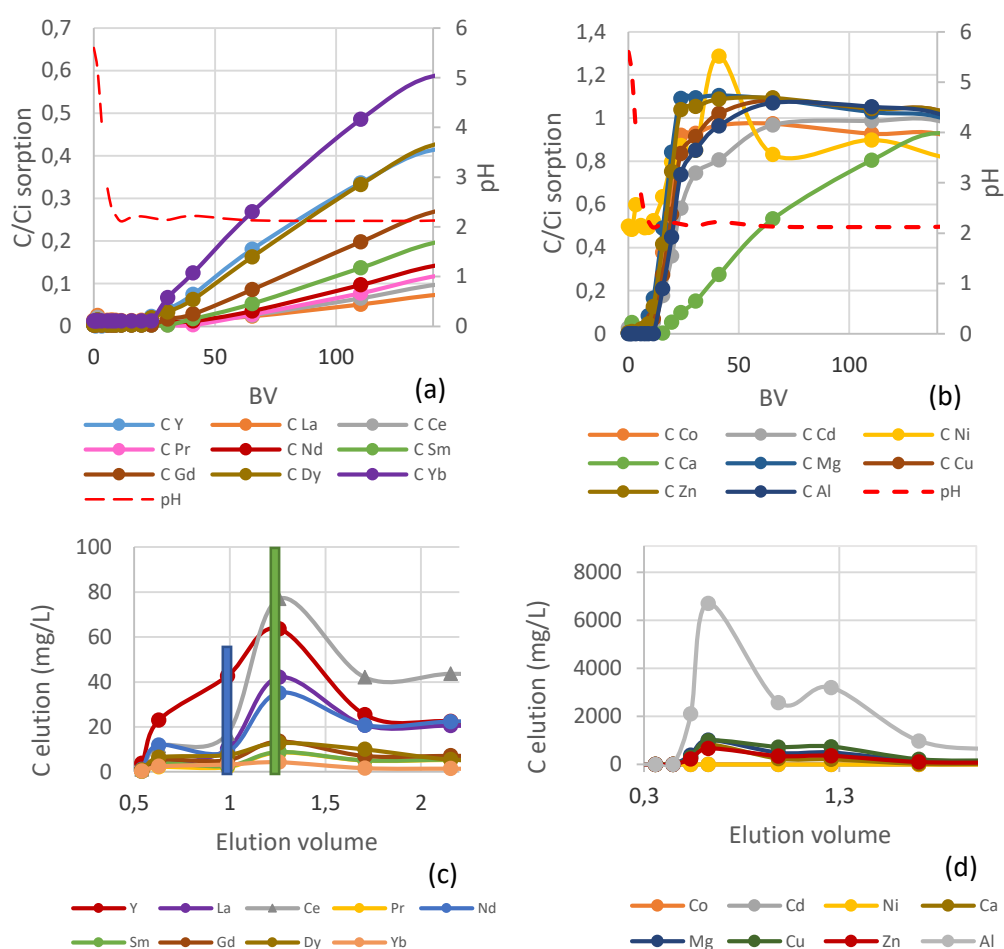 0,7
0,6
0,5
0,4
0,3
0,2
0,1
0
C/Ci sorption
6
5
4
3
2
1
0
pH
0 50 100
BV
(a)
C Y C La C Ce
C Pr C Nd C Sm
C Gd C Dy C Yb
pH
1,4
1,2
1,0
0,8
0,6
0,4
0,2
0
C/Ci sorption
6
5
4
3
2
1
0
pH
0 50 100
BV
(b)
C Co C Cd C Ni
C Ca C Mg C Cu
C Zn C Al pH
100
80
60
40
20
0
C elution (mg/L)
0,5 1 1,5 2
Elution volume
(c)
Y La Ce Pr Nd
Sm Gd Dy Yb
8000
6000
4000
2000
0
C elution (mg/L)
0,3 1,3
Elution volume
(d)
Co Cd Ni Ca
Mg Cu Zn Al